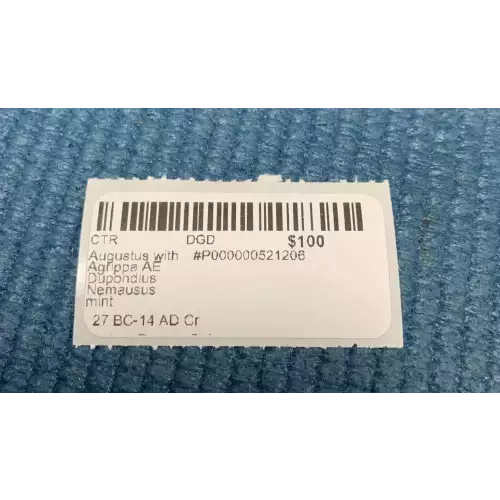 CTR DGD $100
Augustus with #P000000521206
Agrippa AE
Dupondius
Nemausus
mint
27 BC-14 AD Cr